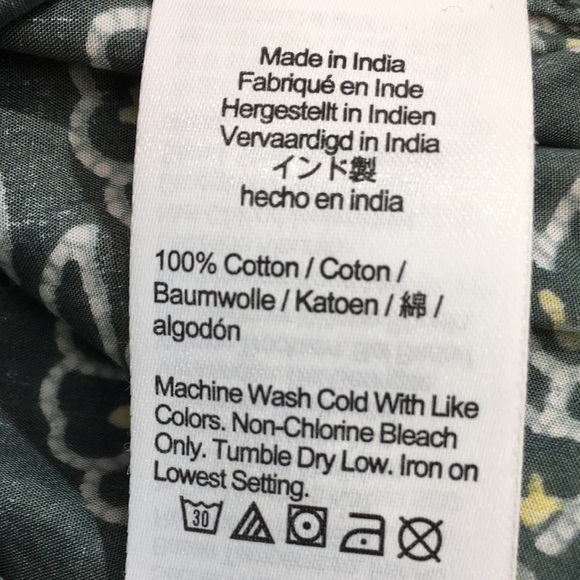 Made in India
Fabriqué en Inde
Hergestellt in Indien
Vervaardigd in India
インド製
hecho en india
100% Cotton / Coton /
Baumwolle / Katoen / 綿 /
algodón
Machine Wash Cold With Like
Colors. Non-Chlorine Bleach
Only. Tumble Dry Low. Iron on
Lowest Setting.
30